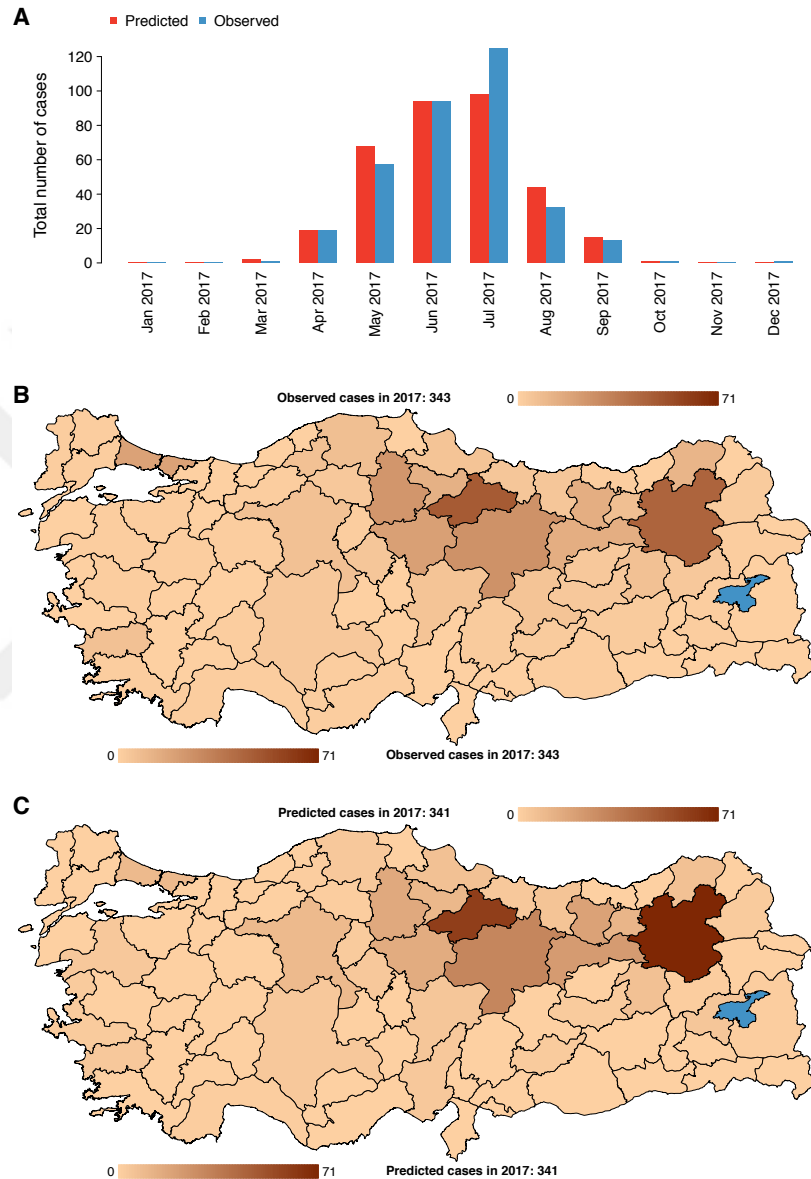 A
Predicted Observed
Total number of cases
120
100
80
60
40
20
0
Jan 2017
Feb 2017
Mar 2017
Apr 2017
May 2017
Jun 2017
Jul 2017
Aug 2017
Sep 2017
Oct 2017
Nov 2017
Dec 2017
B
Observed cases in 2017: 343
0 71
0 71
Observed cases in 2017: 343
C
Predicted cases in 2017: 341
0 71
0 71
Predicted cases in 2017: 341